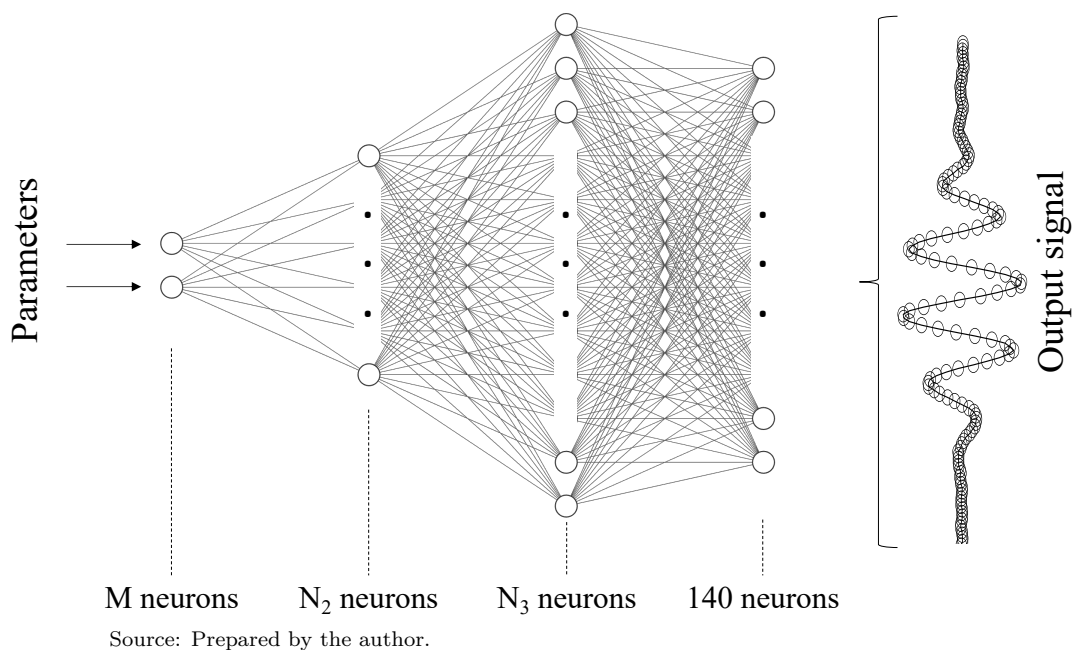 Parameters
Output signal
M neurons
N₂ neurons
N₃ neurons
140 neurons
Source: Prepared by the author.